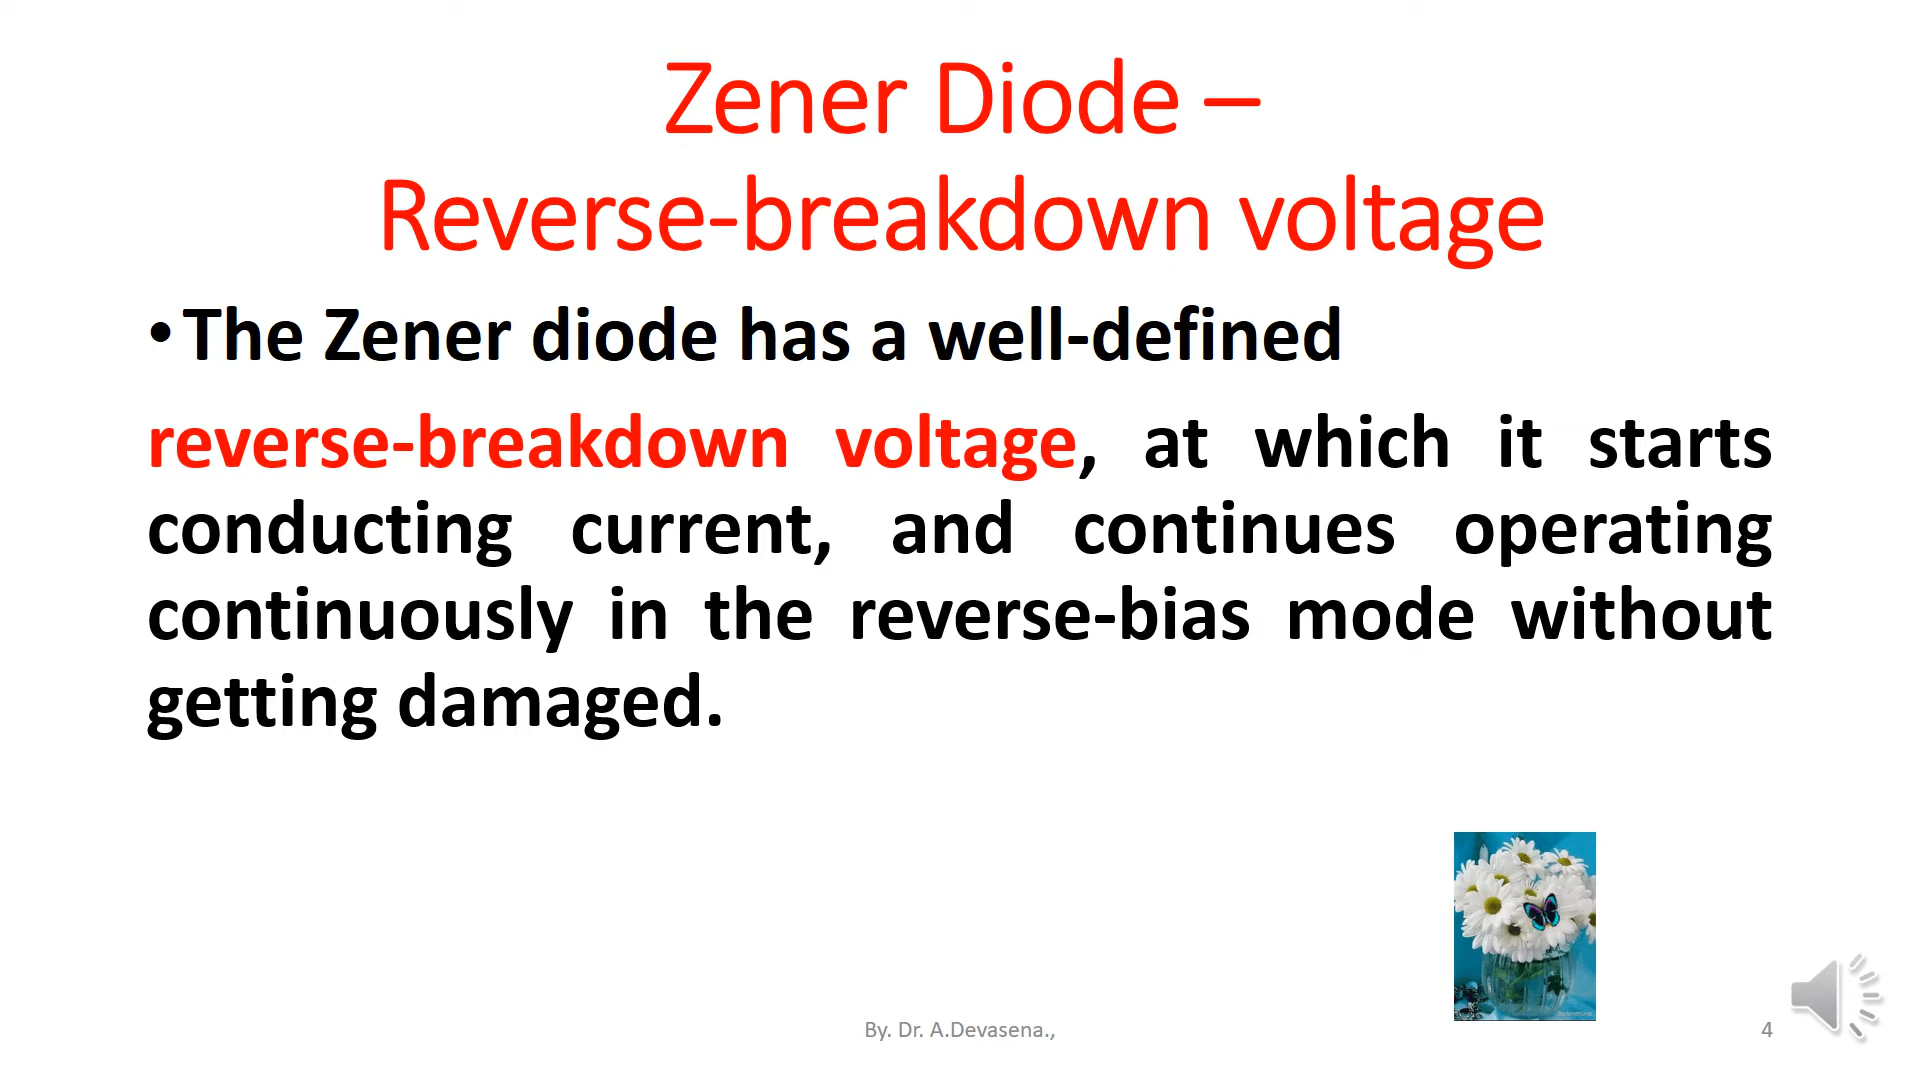 Zener Diode –
Reverse-breakdown voltage
• The Zener diode has a well-defined
reverse-breakdown voltage, at which it starts
conducting current, and continues operating
continuously in the reverse-bias mode without
getting damaged.
By. Dr. A.Devasena.,
4